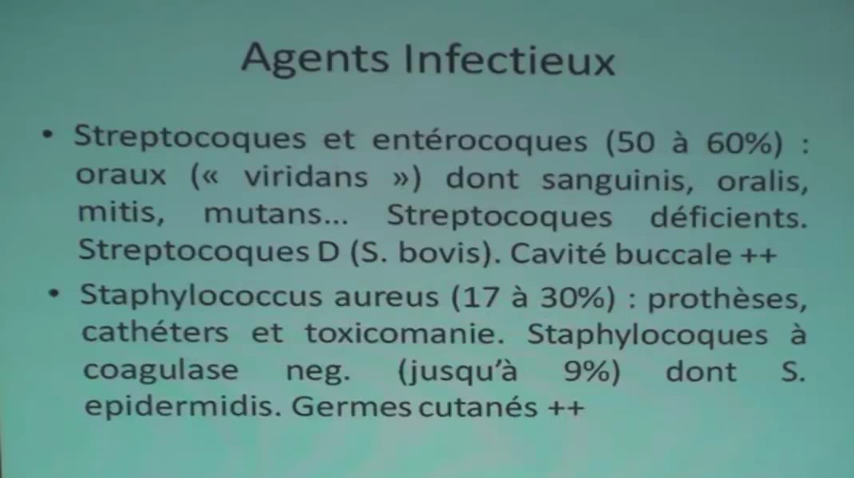 Agents Infectieux
• Streptocoques et entérocoques (50 à 60%) :
oraux (« viridans ») dont sanguinis, oralis,
mitis, mutans... Streptocoques déficients.
Streptocoques D (S. bovis). Cavité buccale ++
• Staphylococcus aureus (17 à 30%) : prothèses,
cathéters et toxicomanie. Staphylocoques à
coagulase neg. (jusqu'à 9%) dont S.
epidermidis. Germes cutanés ++